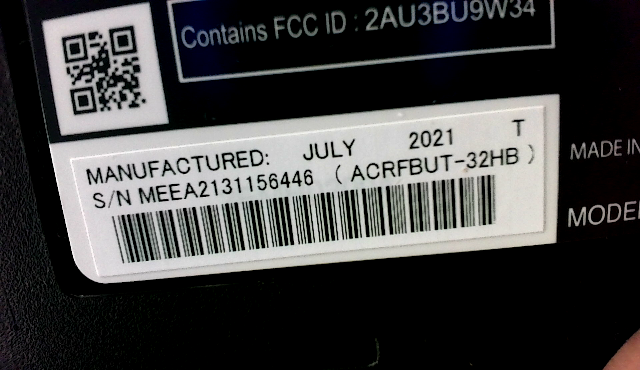 Contains FCC ID : 2AU3BU9W34
MANUFACTURED: JULY 2021 T
S/N MEEA2131156446 ( ACRFBUT-32HB )
MADE IN
MODEL